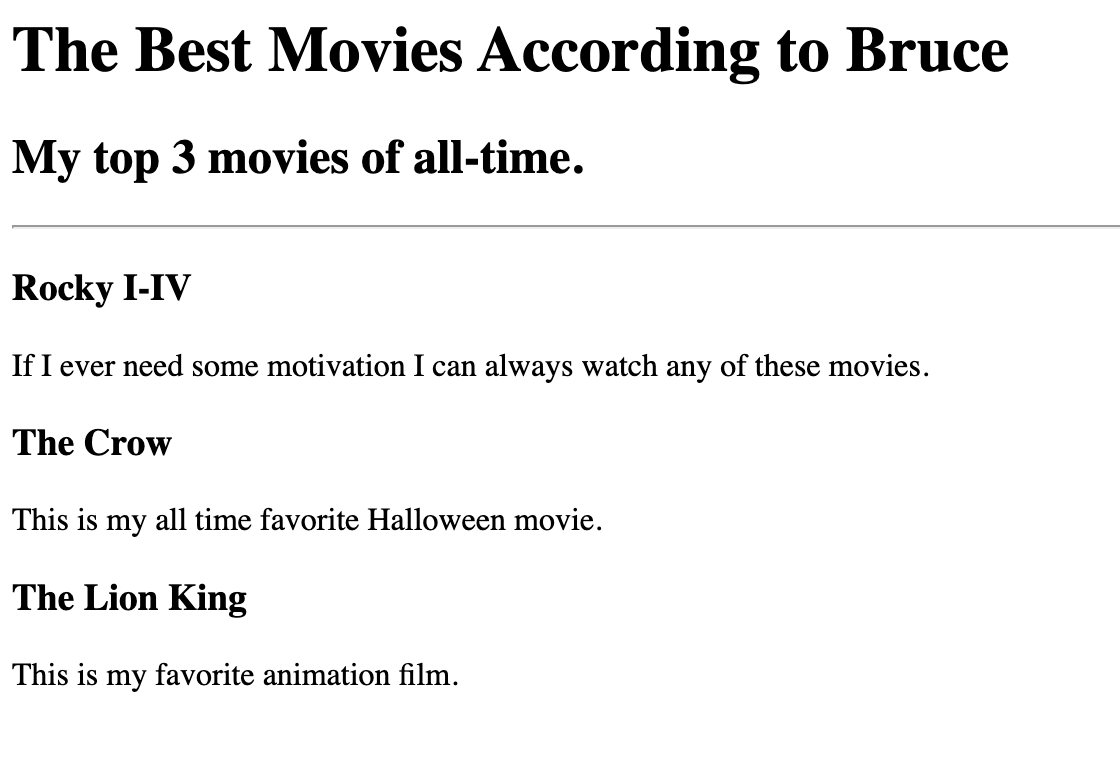 The Best Movies According to Bruce
My top 3 movies of all-time.
Rocky I-IV
If I ever need some motivation I can always watch any of these movies.
The Crow
This is my all time favorite Halloween movie.
The Lion King
This is my favorite animation film.